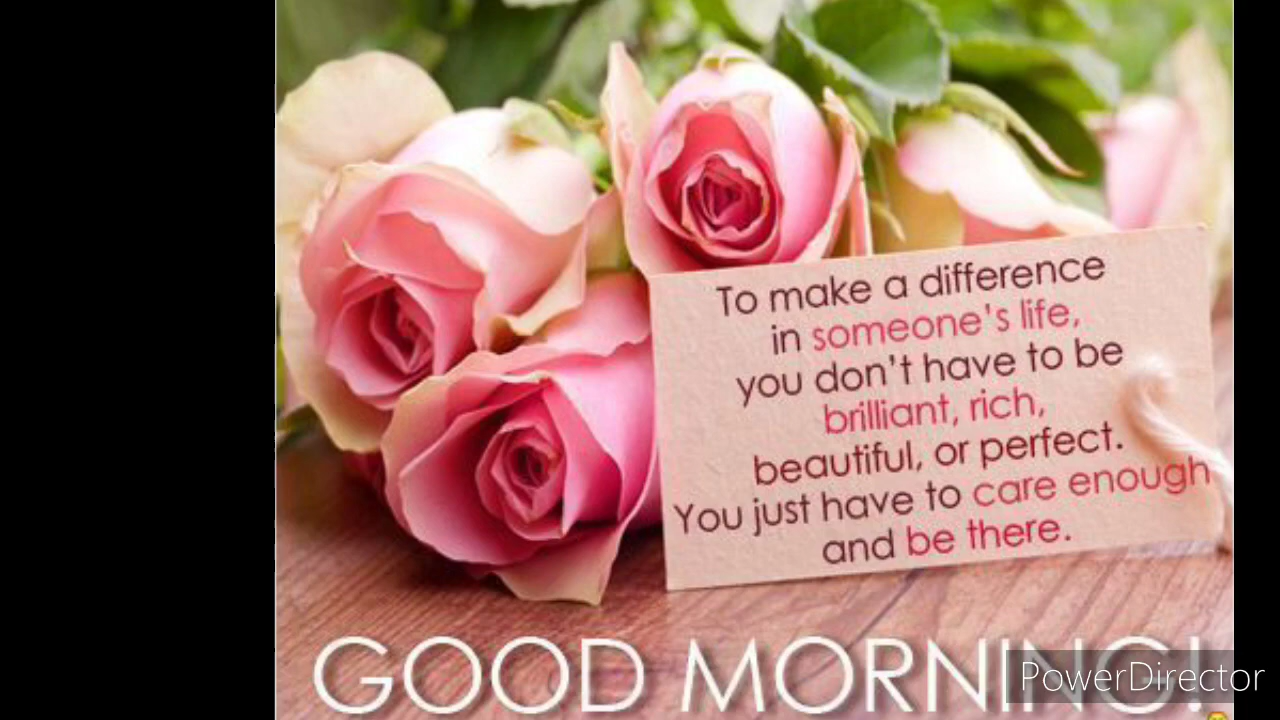 To make a difference
in someone's life,
you don't have to be
brilliant, rich,
beautiful, or perfect.
You just have to care enough
and be there.
GOOD MORNING!
PowerDirector